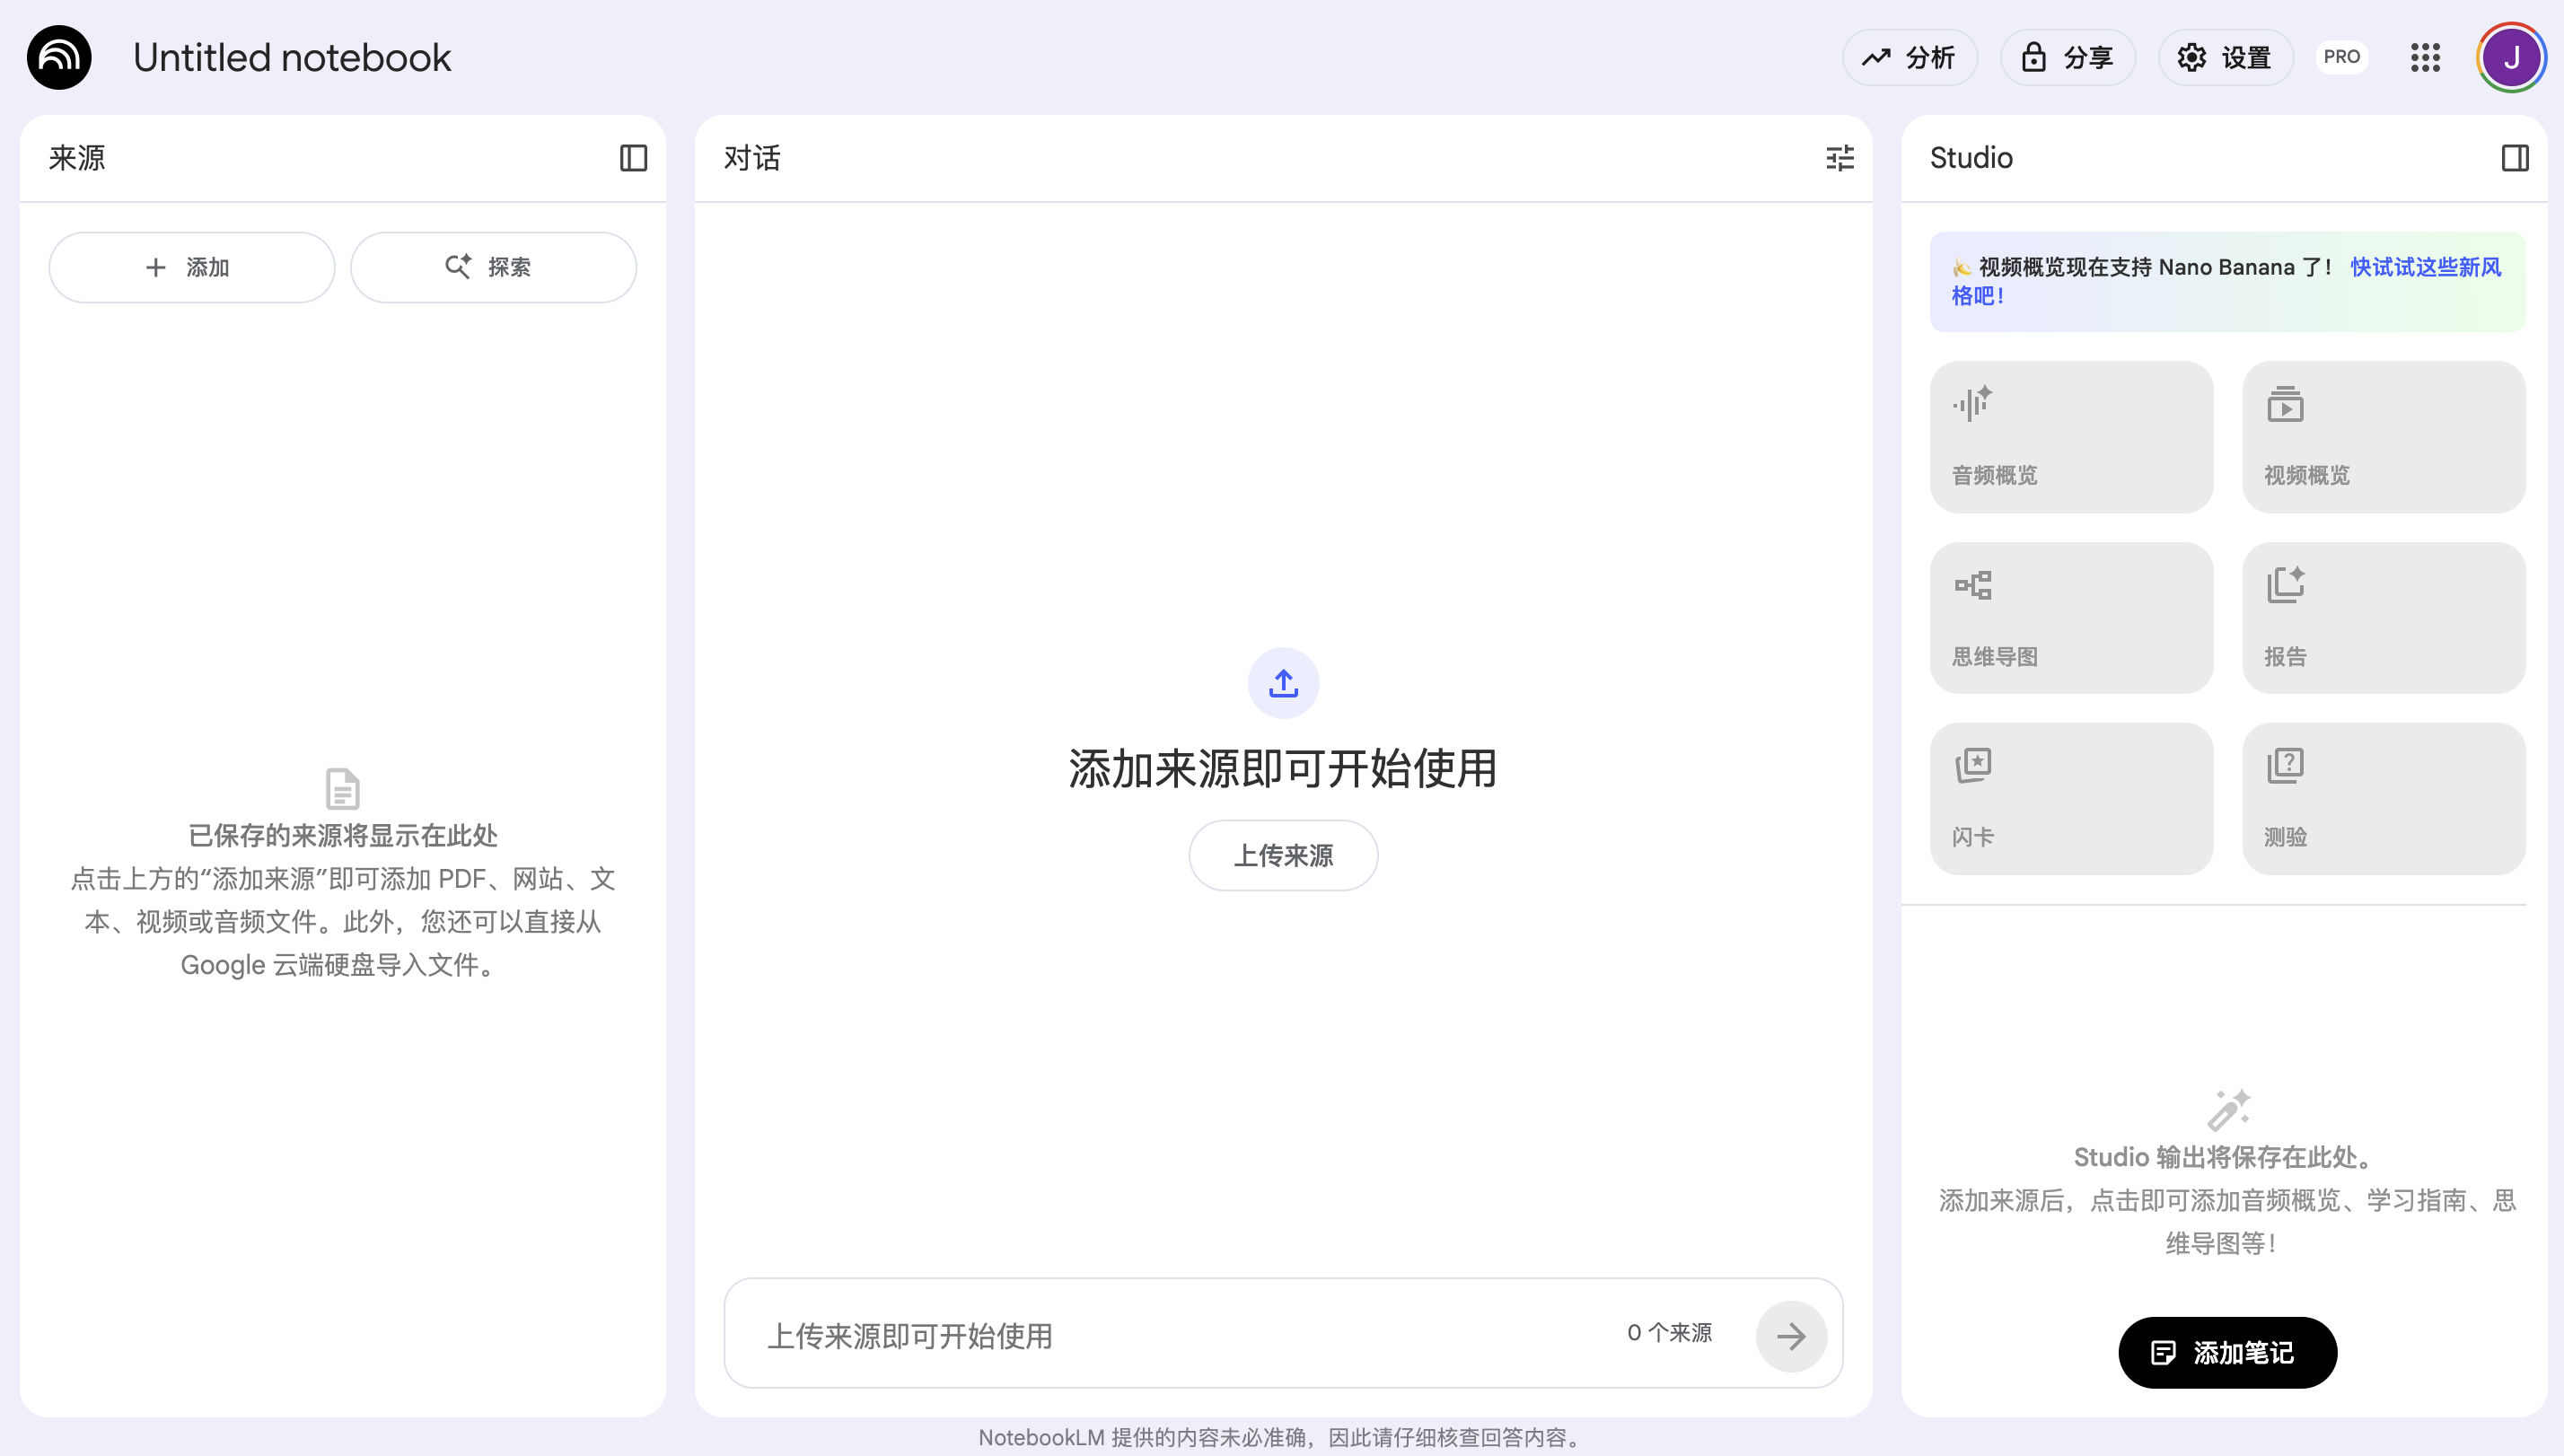 Untitled notebook
分析
分享
设置
PRO
J
来源
添加
探索
已保存的来源将显示在此处
点击上方的“添加来源”即可添加 PDF、网站、文
本、视频或音频文件。此外，您还可以直接从
Google 云端硬盘导入文件。
对话
添加来源即可开始使用
上传来源
上传来源即可开始使用
0 个来源
Studio
🍌 视频概览现在支持 Nano Banana 了！ 快试试这些新风
格吧！
音频概览
视频概览
思维导图
报告
闪卡
测验
Studio 输出将保存在此处。
添加来源后，点击即可添加音频概览、学习指南、思
维导图等！
添加笔记
NotebookLM 提供的内容未必准确，因此请仔细核查回答内容。